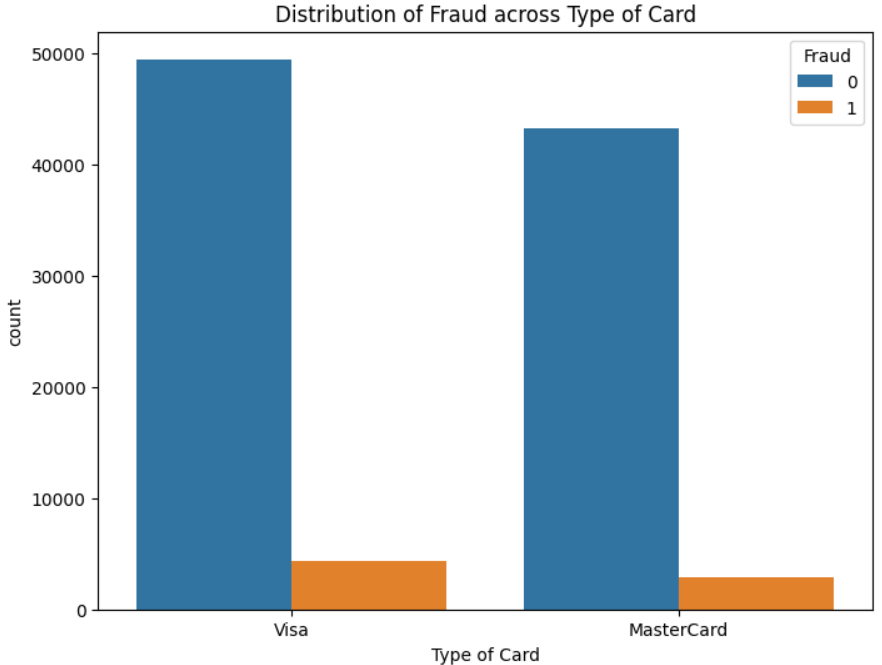 Distribution of Fraud across Type of Card
Fraud
0
1
50000
40000
30000
20000
10000
0
count
Visa
MasterCard
Type of Card